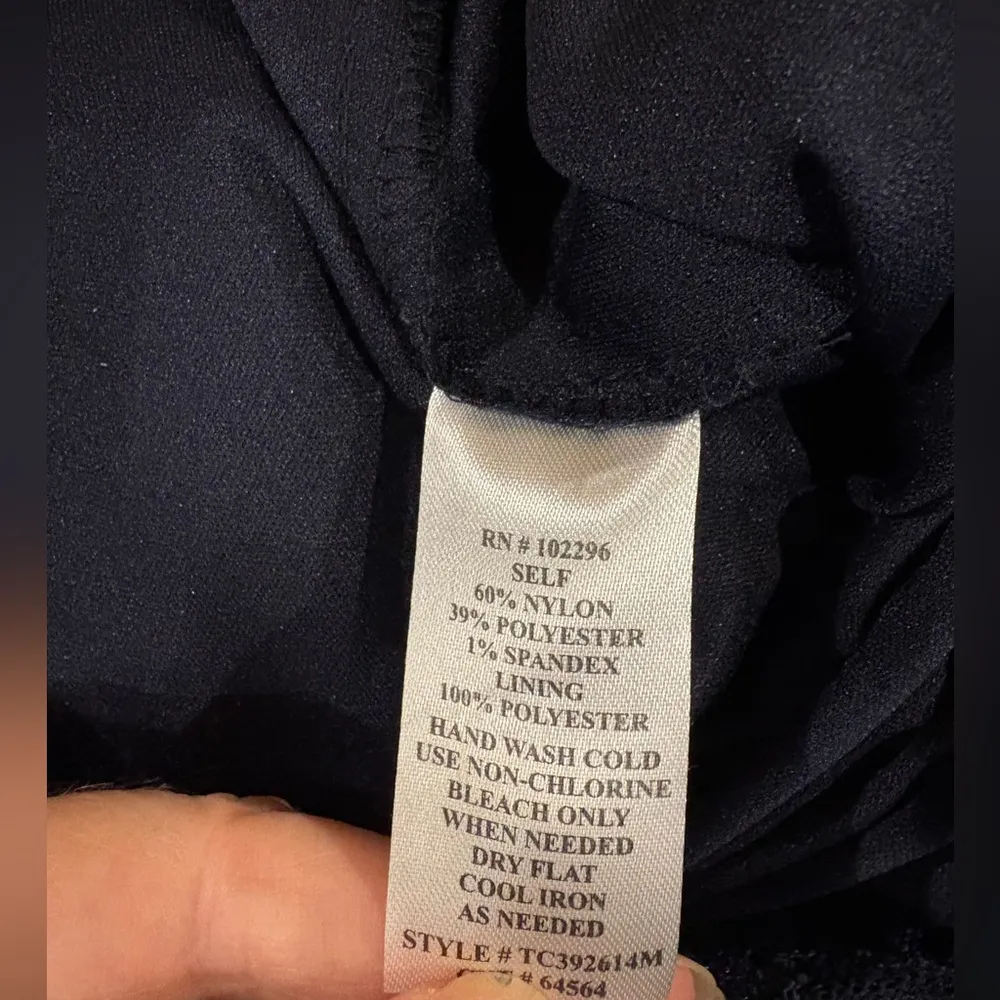 RN # 102296
SELF
60% NYLON
39% POLYESTER
1% SPANDEX
LINING
100% POLYESTER
HAND WASH COLD
USE NON-CHLORINE
BLEACH ONLY
WHEN NEEDED
DRY FLAT
COOL IRON
AS NEEDED
STYLE # TC392614M
# 64564